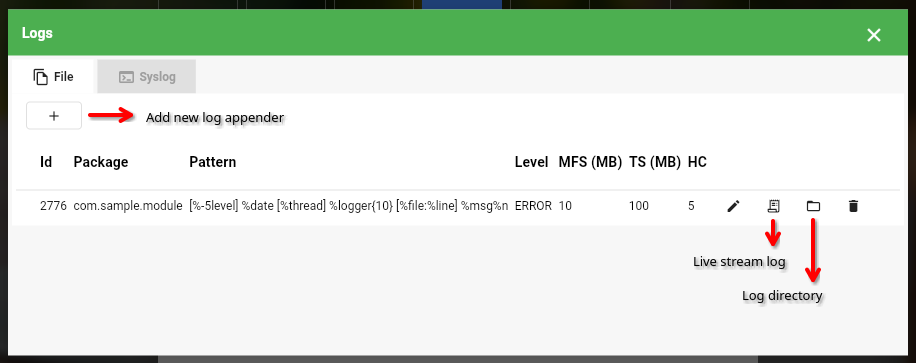 Logs
File
Syslog
+ Add new log appender
Id Package Pattern Level MFS (MB) TS (MB) HC
2776 com.sample.module [%-5level] %date [%thread] %logger{10} [%file:%line] %msg%n ERROR 10 100 5
Live stream log
Log directory